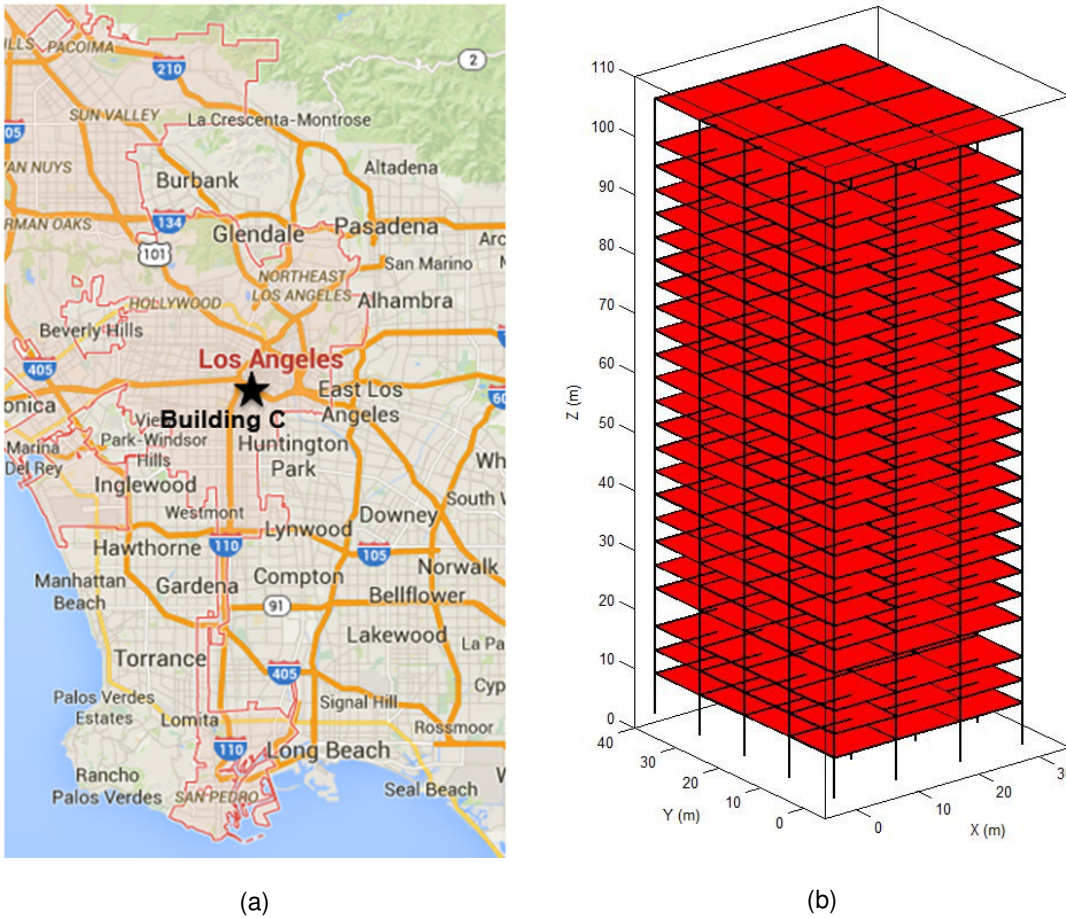 ILLS
PACOIMA
210
2
SUN VALLEY
La Crescenta-Montrose
05
VAN NUYS
Burbank
Altadena
RMAN OAKS
134
Glendale
Pasadena
101
Arc
NORTHEAST
LOS ANGELES
San Marino
HOLLYWOOD
Alhambra
Beverly Hills
Los Angeles
405
East Los
Angeles
60
onica
Building C
Vie
Park-Windsor
Hills
Huntington
Park
Marina
Del Rey
Inglewood
Wh
Westmont
South W
Downey
Lynwood
Hawthorne
110
105
Norwalk
Manhattan
Beach
Gardena
Compton
91
Bellflower
Lakewood
La Pa
Torrance
405
Cyp
Palos Verdes
Estates
Lomita
Signal Hill
Rossmoor
110
Long Beach
Rancho
Palos Verdes
SAN PEDRO
Seal Beach
W
(a)
110
100
90
80
70
60
50
40
30
20
10
0
Z (m)
40
30
20
10
0
Y (m)
0
10
20
30
X (m)
(b)